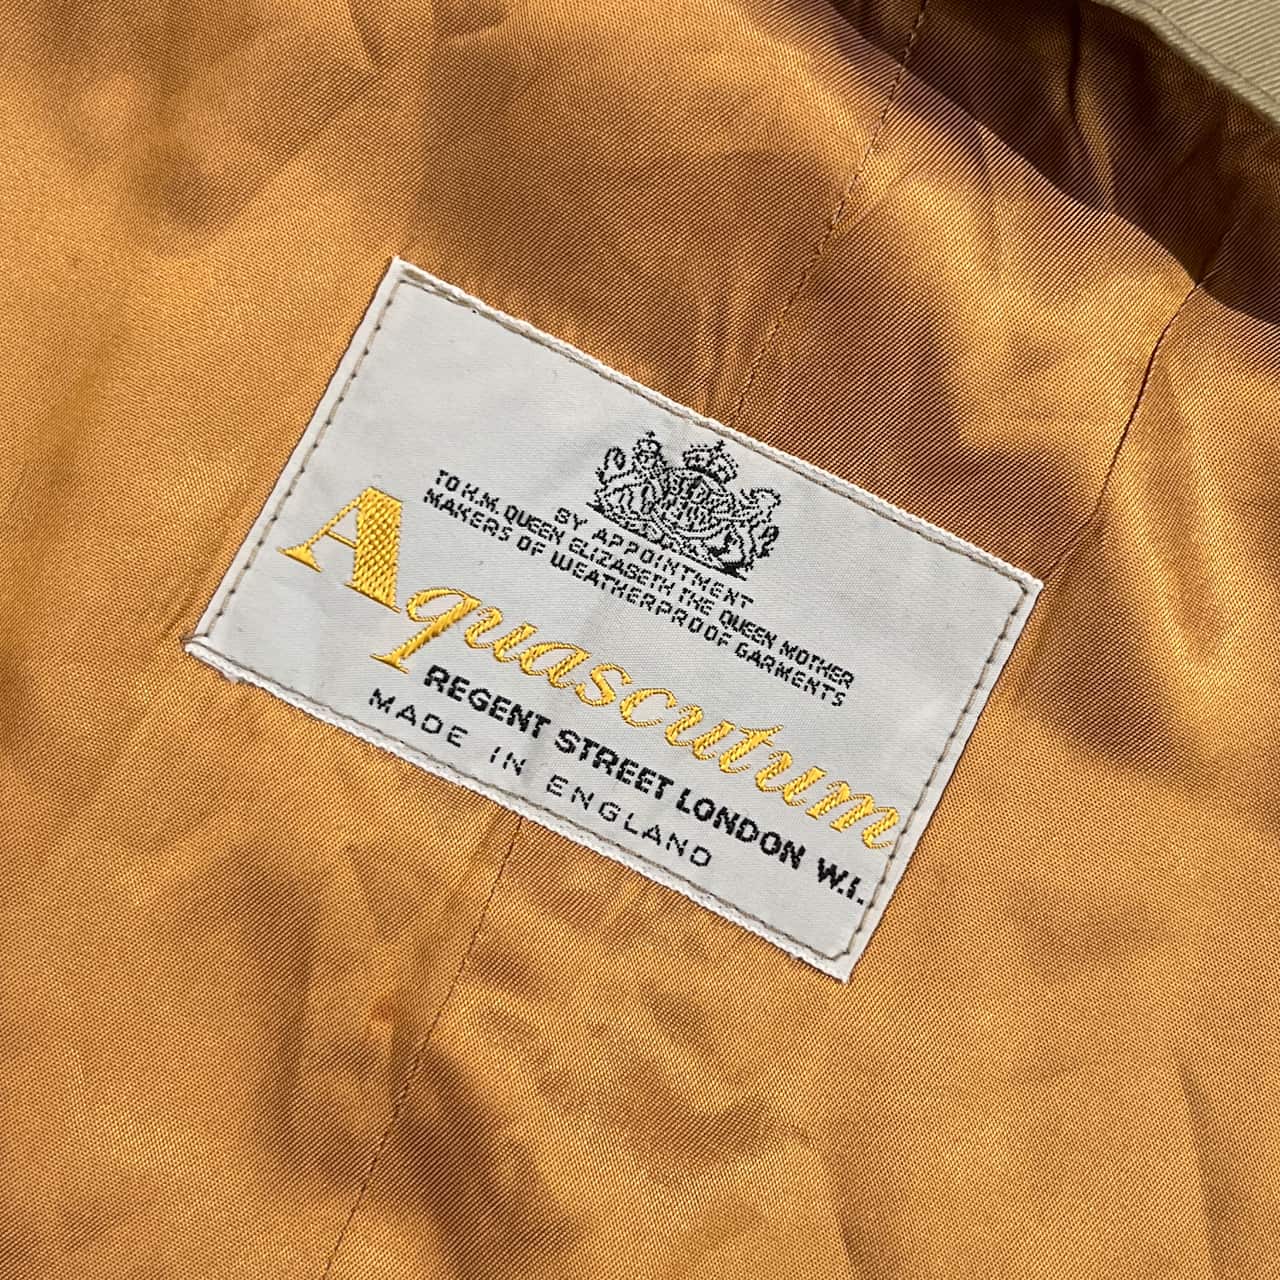 BY APPOINTMENT
TO H.M. QUEEN ELIZABETH THE QUEEN MOTHER
MAKERS OF WEATHERPROOF GARMENTS
Aquascutum
REGENT STREET LONDON W.1.
MADE IN ENGLAND